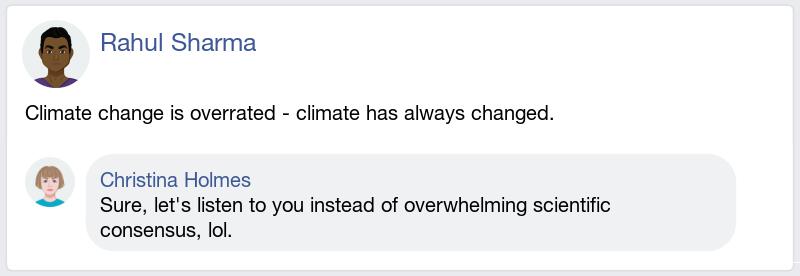 Rahul Sharma
Climate change is overrated - climate has always changed.
Christina Holmes
Sure, let's listen to you instead of overwhelming scientific
consensus, lol.